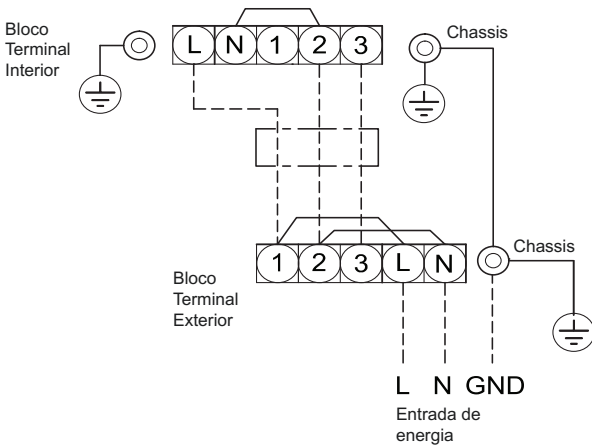 Bloco
Terminal
Interior
L N 1 2 3
Chassis
1 2 3 L N
Chassis
Bloco
Terminal
Exterior
L N GND
Entrada de
energia